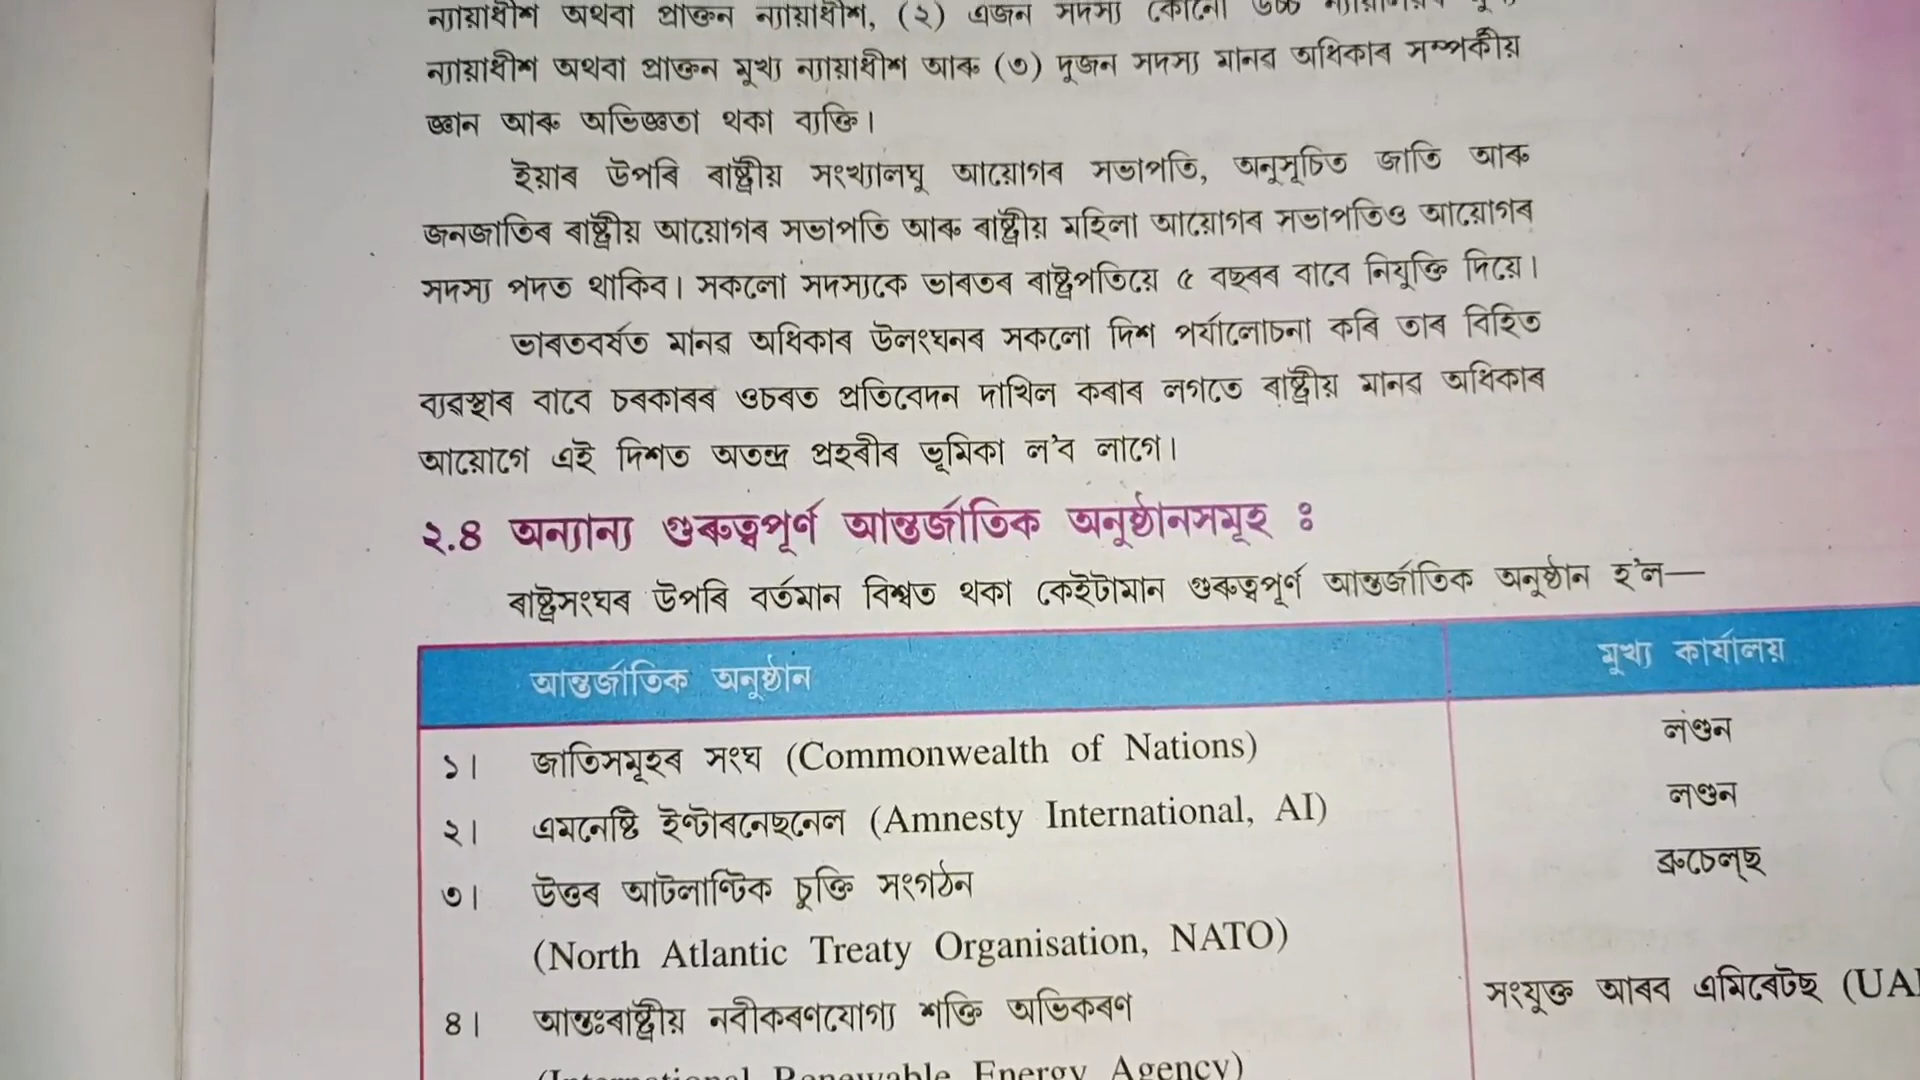 ন্যায়াধীশ অথবা প্ৰাক্তন ন্যায়াধীশ, (২) এজন সদস্য কোনো উচ্চ
ন্যায়াধীশ অথবা প্ৰাক্তন মুখ্য ন্যায়াধীশ আৰু (৩) দুজন সদস্য মানৱ অধিকাৰ সম্পৰ্কীয়
জ্ঞান আৰু অভিজ্ঞতা থকা ব্যক্তি।
ইয়াৰ উপৰি ৰাষ্ট্ৰীয় সংখ্যালঘু আয়োগৰ সভাপতি, অনুসূচিত জাতি আৰু
জনজাতিৰ ৰাষ্ট্ৰীয় আয়োগৰ সভাপতি আৰু ৰাষ্ট্ৰীয় মহিলা আয়োগৰ সভাপতিও আয়োগৰ
সদস্য পদত থাকিব। সকলো সদস্যকে ভাৰতৰ ৰাষ্ট্ৰপতিয়ে ৫ বছৰৰ বাবে নিযুক্তি দিয়ে।
ভাৰতবৰ্ষত মানৱ অধিকাৰ উলংঘনৰ সকলো দিশ পৰ্যালোচনা কৰি তাৰ বিহিত
ব্যৱস্থাৰ বাবে চৰকাৰৰ ওচৰত প্ৰতিবেদন দাখিল কৰাৰ লগতে ৰাষ্ট্ৰীয় মানৱ অধিকাৰ
আয়োগে এই দিশত অতন্দ্ৰ প্ৰহৰীৰ ভূমিকা ল'ব লাগে।
২.৪ অন্যান্য গুৰুত্বপূৰ্ণ আন্তৰ্জাতিক অনুষ্ঠানসমূহ ঃ
ৰাষ্ট্ৰসংঘৰ উপৰি বৰ্তমান বিশ্বত থকা কেইটামান গুৰুত্বপূৰ্ণ আন্তৰ্জাতিক অনুষ্ঠান হ'ল—
আন্তৰ্জাতিক অনুষ্ঠান মুখ্য কাৰ্যালয়
১। জাতিসমূহৰ সংঘ (Commonwealth of Nations) লণ্ডন
২। এমনেষ্টি ইণ্টাৰনেছনেল (Amnesty International, AI) লণ্ডন
৩। উত্তৰ আটলাণ্টিক চুক্তি সংগঠন ব্ৰুচেল্‌ছ
(North Atlantic Treaty Organisation, NATO)
৪। আন্তঃৰাষ্ট্ৰীয় নবীকৰণযোগ্য শক্তি অভিকৰণ সংযুক্ত আৰব এমিৰেটছ (UA
(International Renewable Energy Agency)